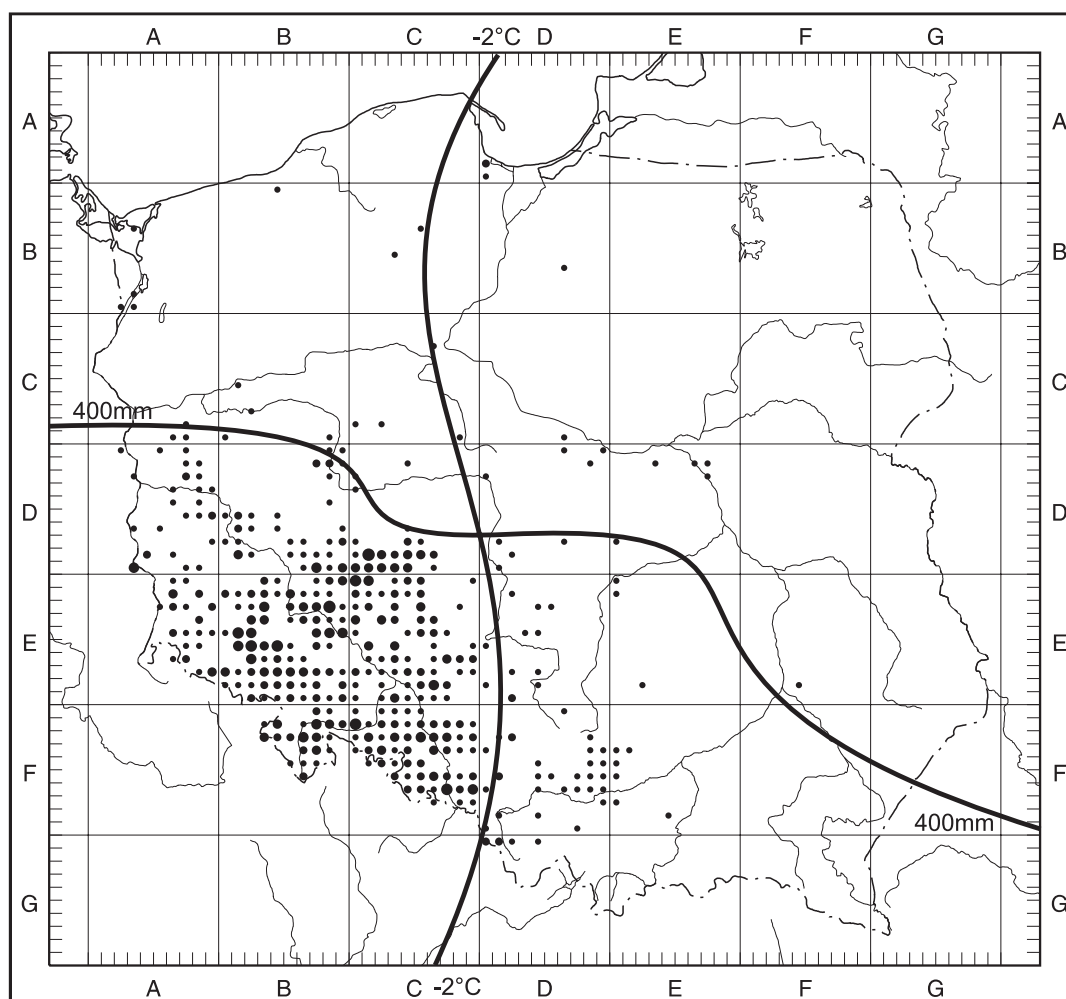 A B C -2°C D E F G
A A
B B
C C
400mm
D D
E E
F F
400mm
G G
A B C -2°C D E F G